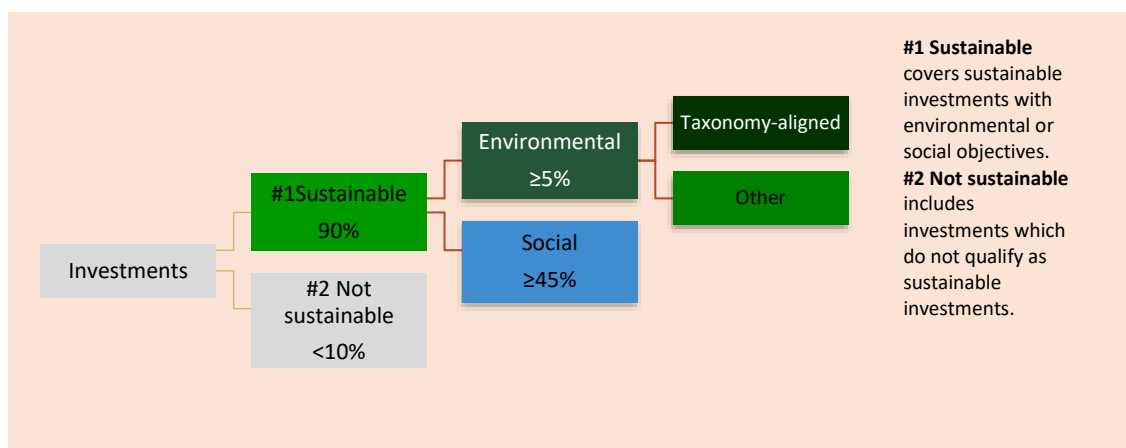 Investments
#1Sustainable
90%
#2 Not
sustainable
<10%
Environmental
≥5%
Social
≥45%
Taxonomy-aligned
Other
#1 Sustainable
covers sustainable
investments with
environmental or
social objectives.
#2 Not sustainable
includes
investments which
do not qualify as
sustainable
investments.